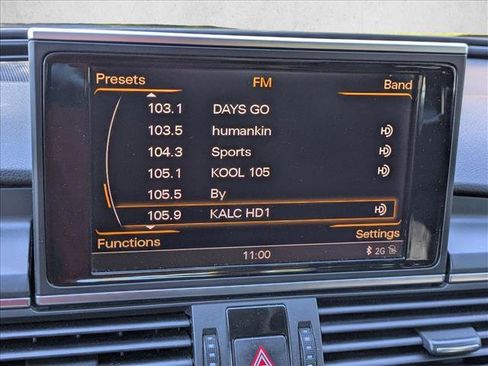 Presets FM Band
103.1 DAYS GO
103.5 humankin
104.3 Sports
105.1 KOOL 105
105.5 By
105.9 KALC HD1
Functions Settings
11:00 2G